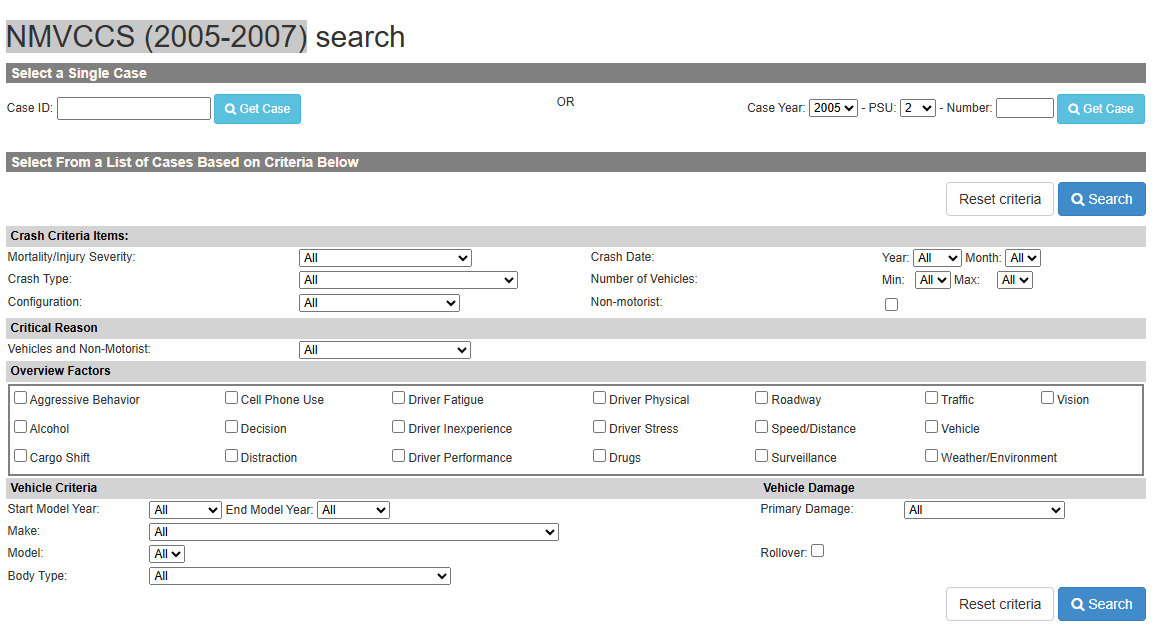 NMVCCS (2005-2007) search
Select a Single Case
Case ID: Get Case OR Case Year: 2005 - PSU: 2 - Number: Get Case
Select From a List of Cases Based on Criteria Below
Reset criteria Search
Crash Criteria Items:
Mortality/Injury Severity: All Crash Date: Year: All Month: All
Crash Type: All Number of Vehicles: Min: All Max: All
Configuration: All Non-motorist:
Critical Reason
Vehicles and Non-Motorist: All
Overview Factors
Aggressive Behavior Cell Phone Use Driver Fatigue Driver Physical Roadway Traffic Vision
Alcohol Decision Driver Inexperience Driver Stress Speed/Distance Vehicle
Cargo Shift Distraction Driver Performance Drugs Surveillance Weather/Environment
Vehicle Criteria Vehicle Damage
Start Model Year: All End Model Year: All Primary Damage: All
Make: All
Model: All Rollover:
Body Type: All
Reset criteria Search